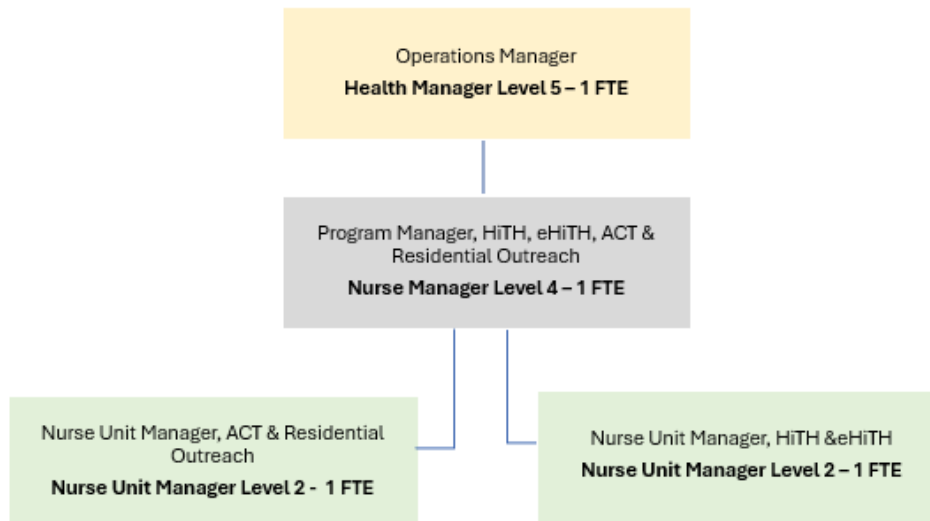 Operations Manager
Health Manager Level 5 – 1 FTE
Program Manager, HiTH, eHiTH, ACT &
Residential Outreach
Nurse Manager Level 4 – 1 FTE
Nurse Unit Manager, ACT & Residential
Outreach
Nurse Unit Manager Level 2 - 1 FTE
Nurse Unit Manager, HiTH &eHiTH
Nurse Unit Manager Level 2 – 1 FTE